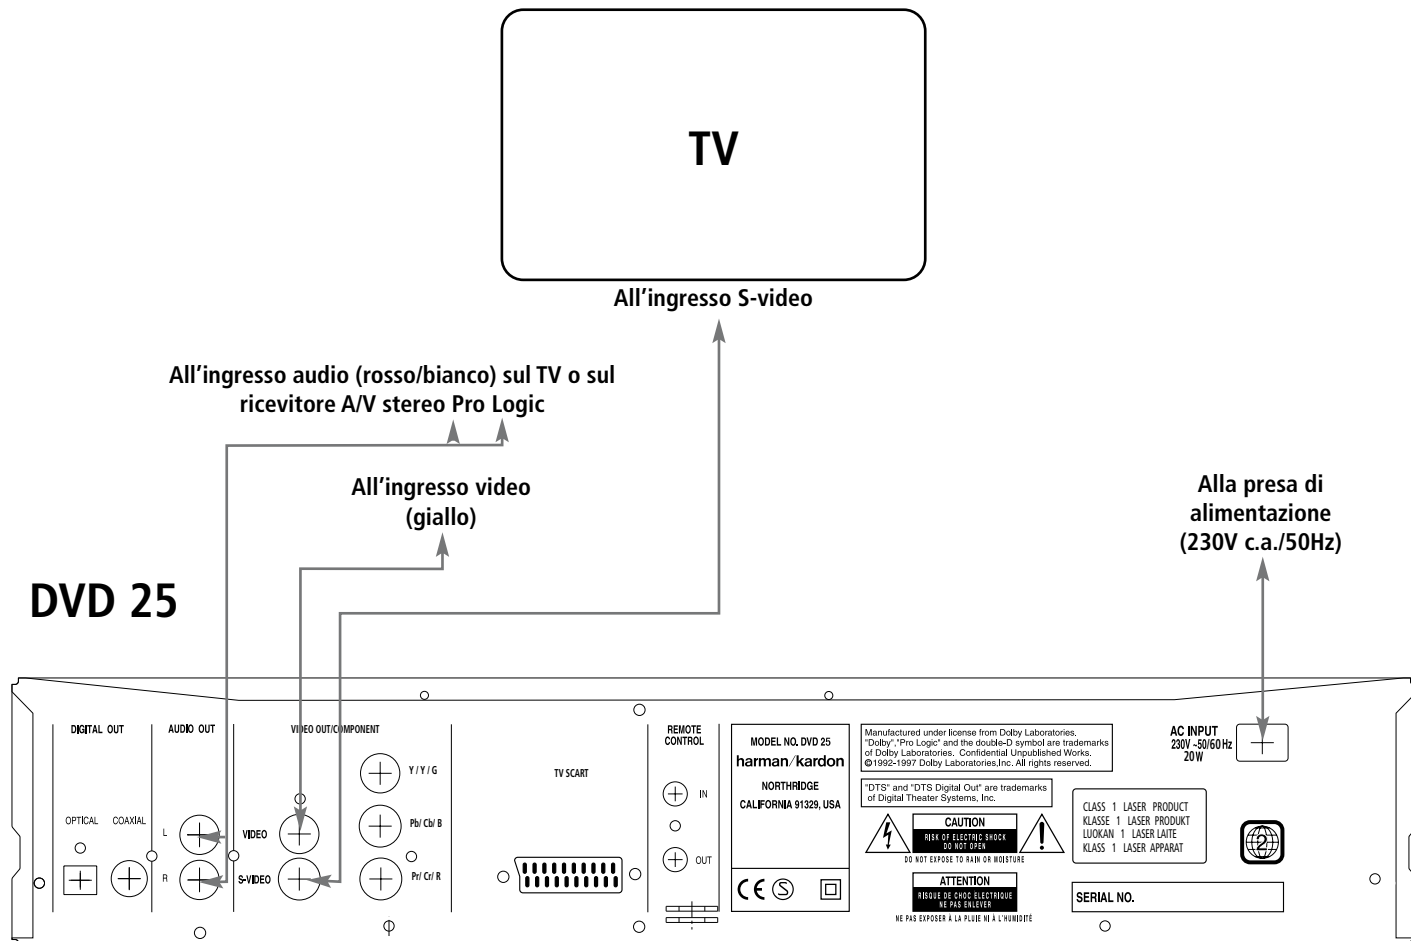 TV
All'ingresso S-video
All'ingresso audio (rosso/bianco) sul TV o sul
ricevitore A/V stereo Pro Logic
All'ingresso video
(giallo)
Alla presa di
alimentazione
(230V c.a./50Hz)
DVD 25
DIGITAL OUT
OPTICAL
COAXIAL
AUDIO OUT
L
R
VIDEO OUT/COMPONENT
VIDEO
S-VIDEO
Y / Y / G
Pb/ Cb/ B
Pr/ Cr/ R
TV SCART
REMOTE
CONTROL
IN
OUT
MODEL NO. DVD 25
harman/kardon
NORTHRIDGE
CALIFORNIA 91329, USA
CE
S
Manufactured under license from Dolby Laboratories.
"Dolby","Pro Logic" and the double-D symbol are trademarks
of Dolby Laboratories. Confidential Unpublished Works.
©1992-1997 Dolby Laboratories,Inc. All rights reserved.
"DTS" and "DTS Digital Out" are trademarks
of Digital Theater Systems, Inc.
CAUTION
RISK OF ELECTRIC SHOCK
DO NOT OPEN
DO NOT EXPOSE TO RAIN OR MOISTURE
ATTENTION
RISQUE DE CHOC ELECTRIQUE
NE PAS ENLEVER
NE PAS EXPOSER À LA PLUIE NI À L'HUMIDITÉ
AC INPUT
230V ~50/60 Hz
20W
CLASS 1 LASER PRODUCT
KLASSE 1 LASER PRODUKT
LUOKAN 1 LASER LAITE
KLASS 1 LASER APPARAT
2
SERIAL NO.